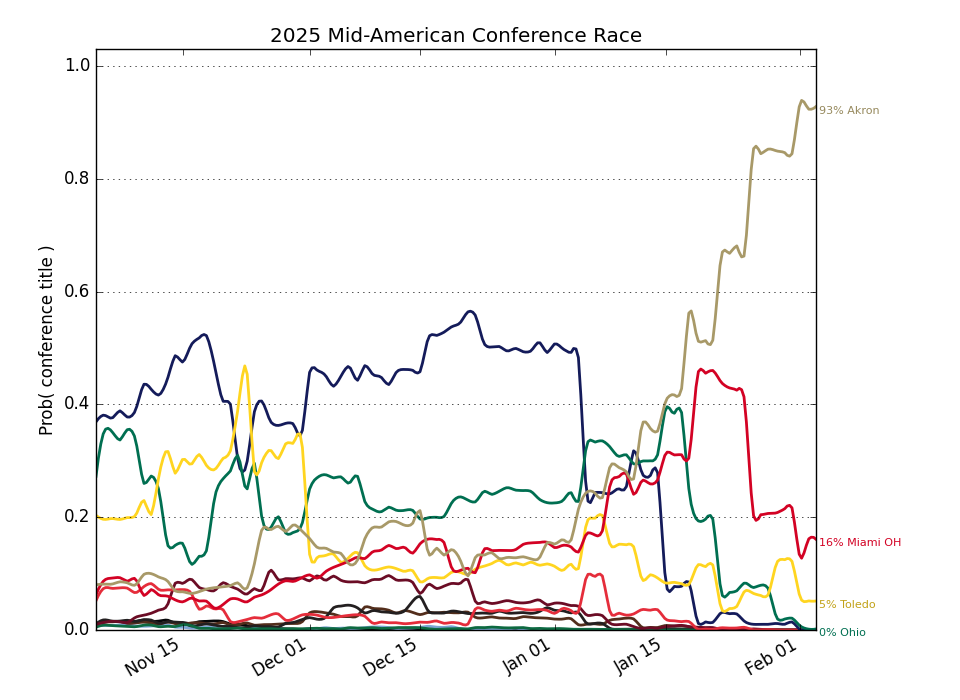 2025 Mid-American Conference Race
Prob( conference title )
1.0
0.8
0.6
0.4
0.2
0.0
93% Akron
16% Miami OH
5% Toledo
0% Ohio
Nov 15
Dec 01
Dec 15
Jan 01
Jan 15
Feb 01